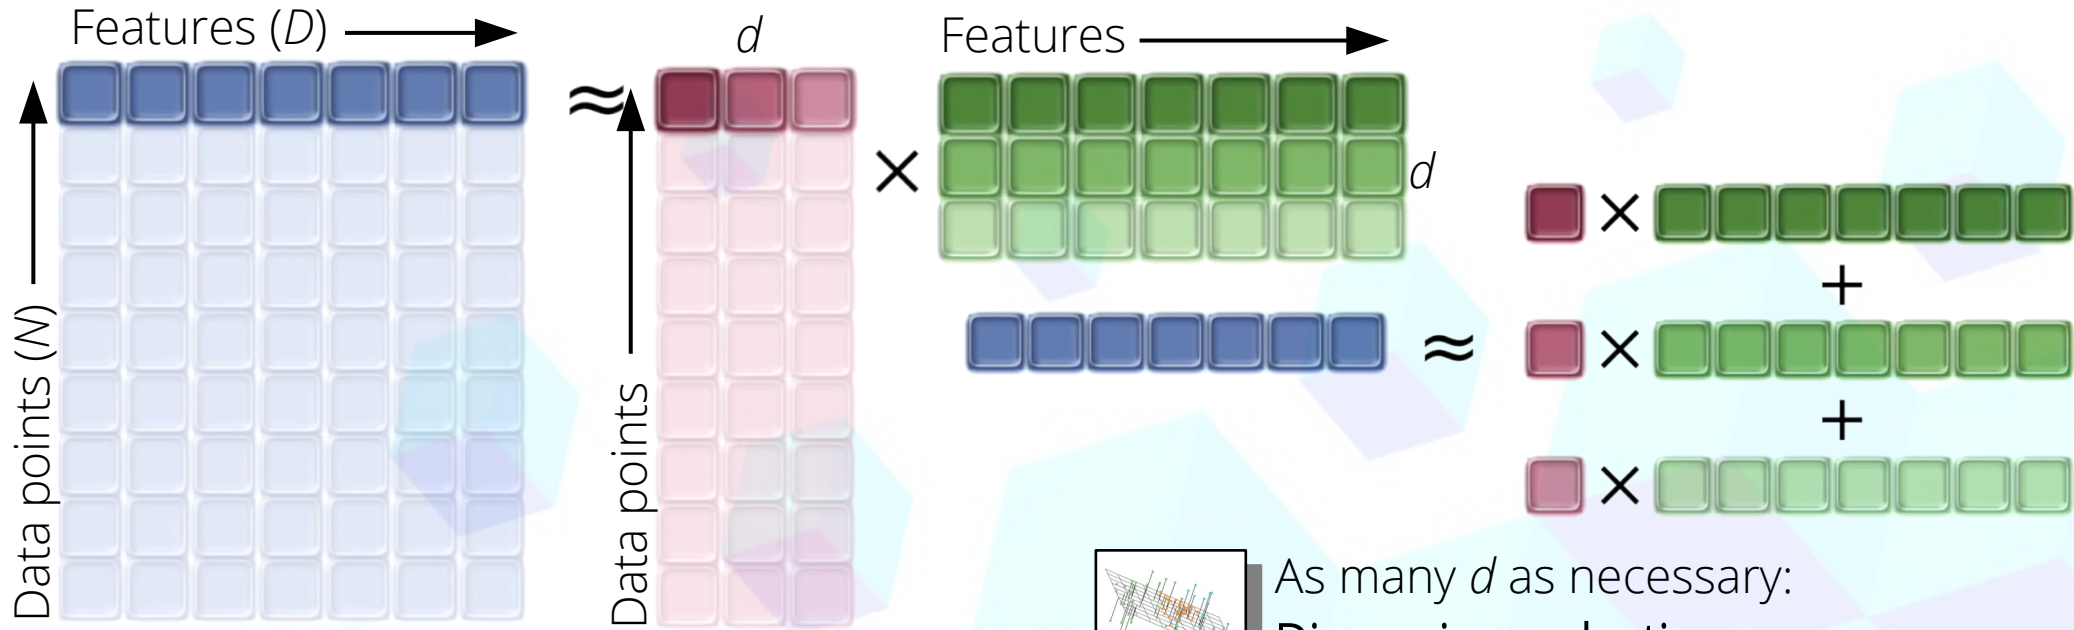 Features (D)
Data points (N)
≈
d
Data points
×
Features
d
≈
×
+
×
+
×
As many d as necessary: